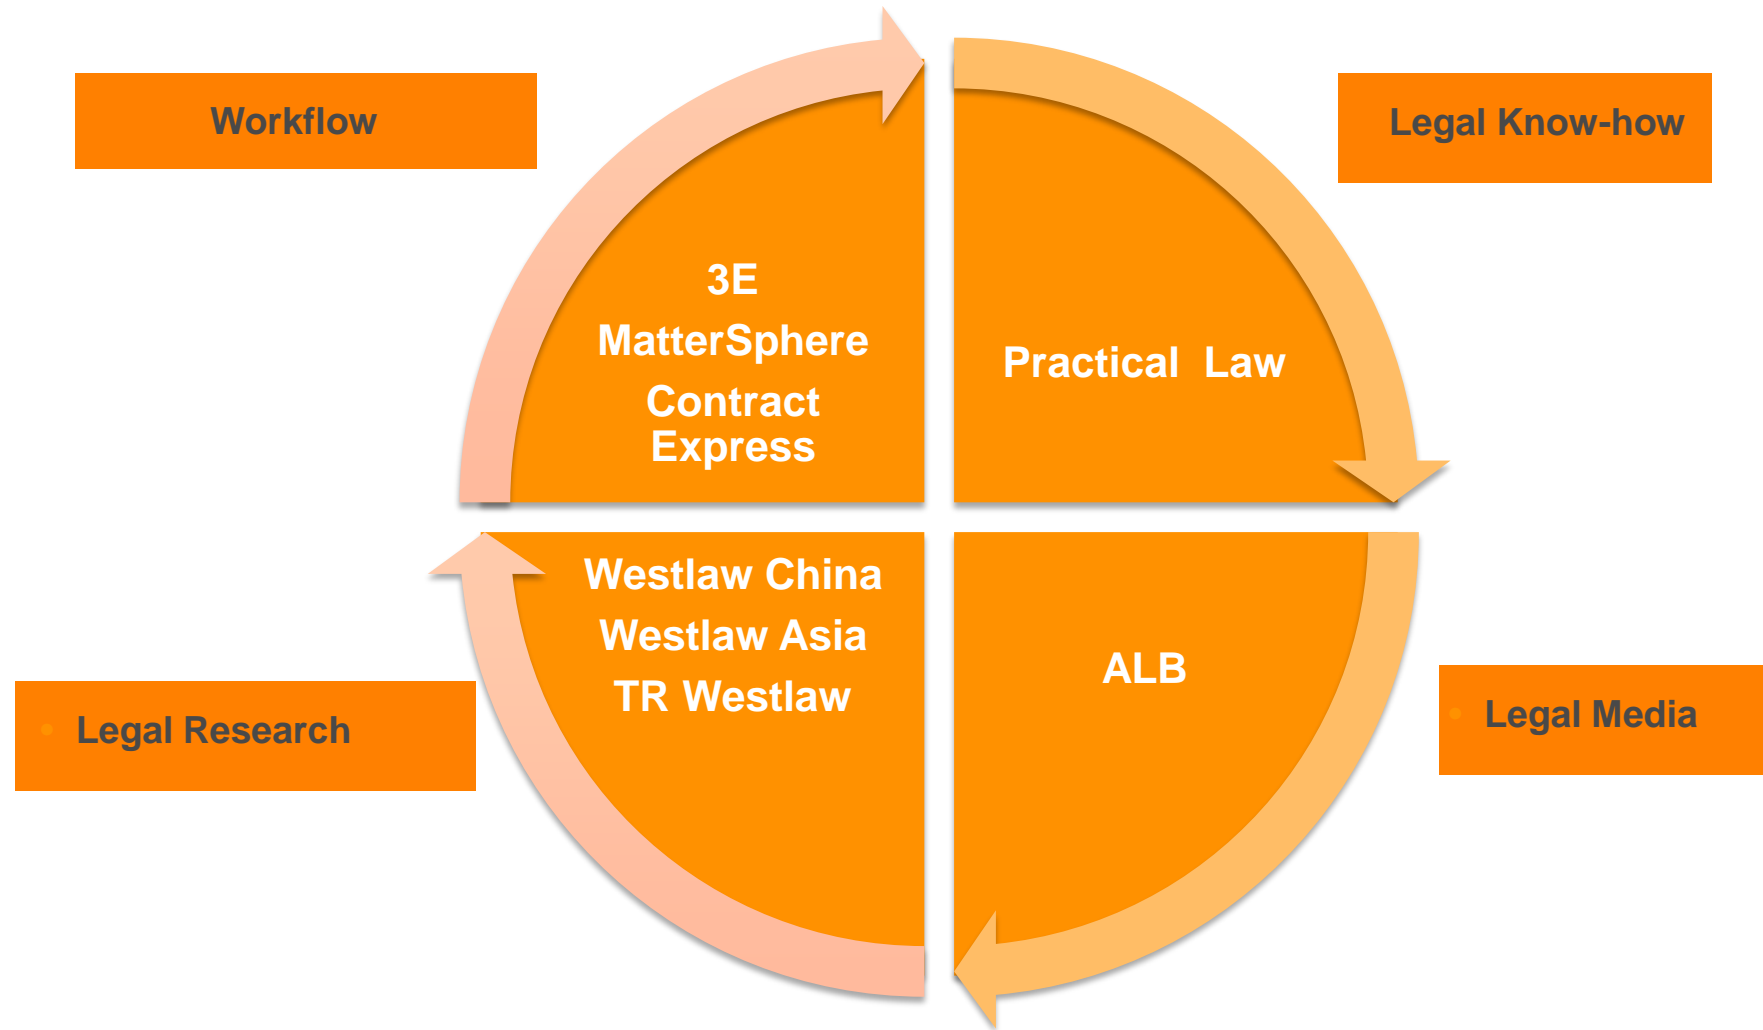 Workflow
Legal Know-how
3E
MatterSphere
Contract
Express
Practical Law
Westlaw China
Westlaw Asia
TR Westlaw
ALB
• Legal Research
• Legal Media